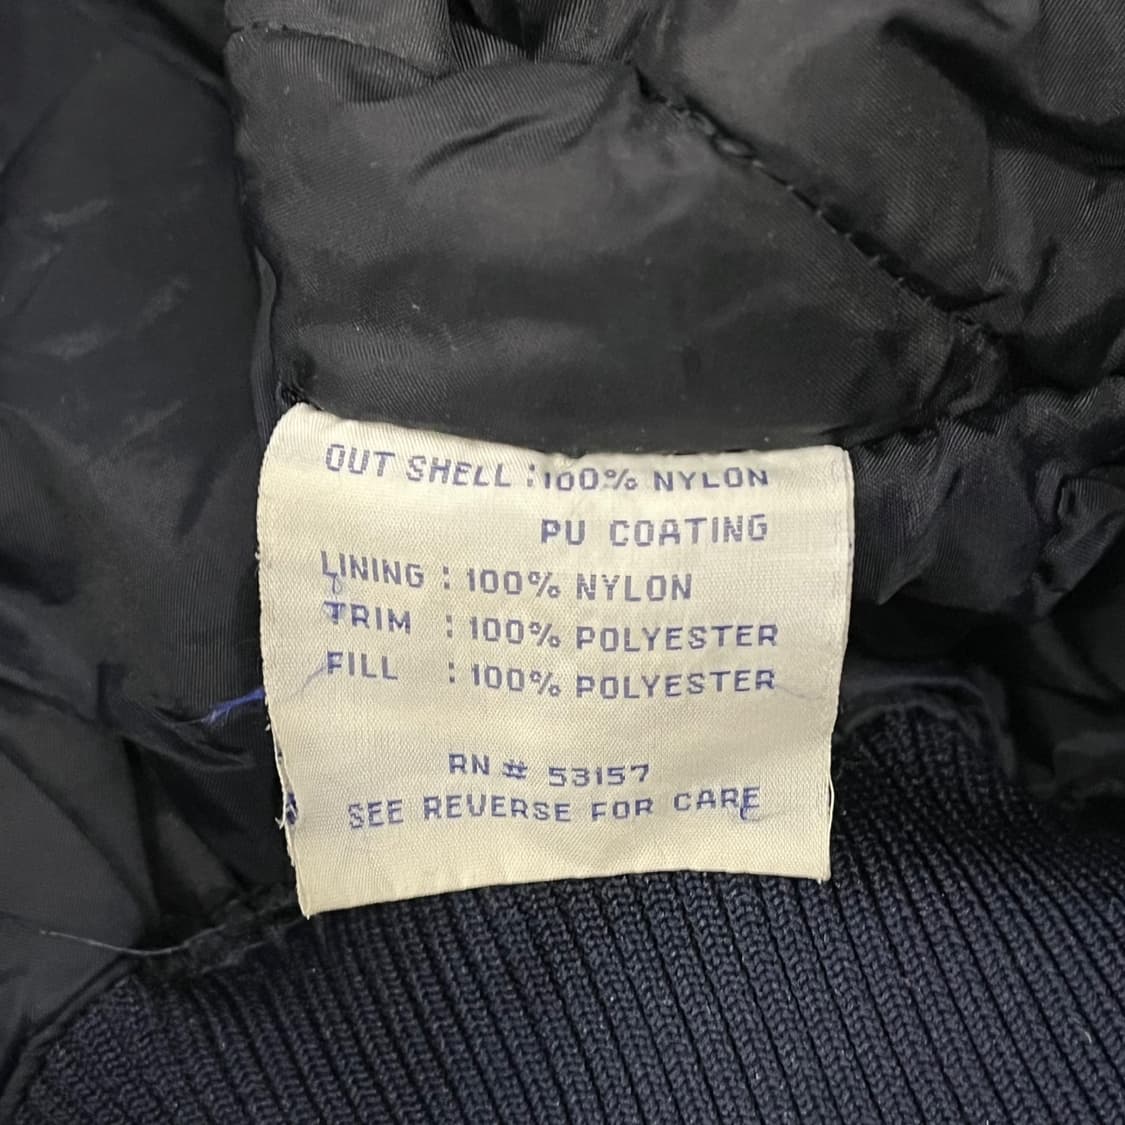 OUT SHELL : 100% NYLON
PU COATING
LINING : 100% NYLON
TRIM : 100% POLYESTER
FILL : 100% POLYESTER
RN # 53157
SEE REVERSE FOR CARE